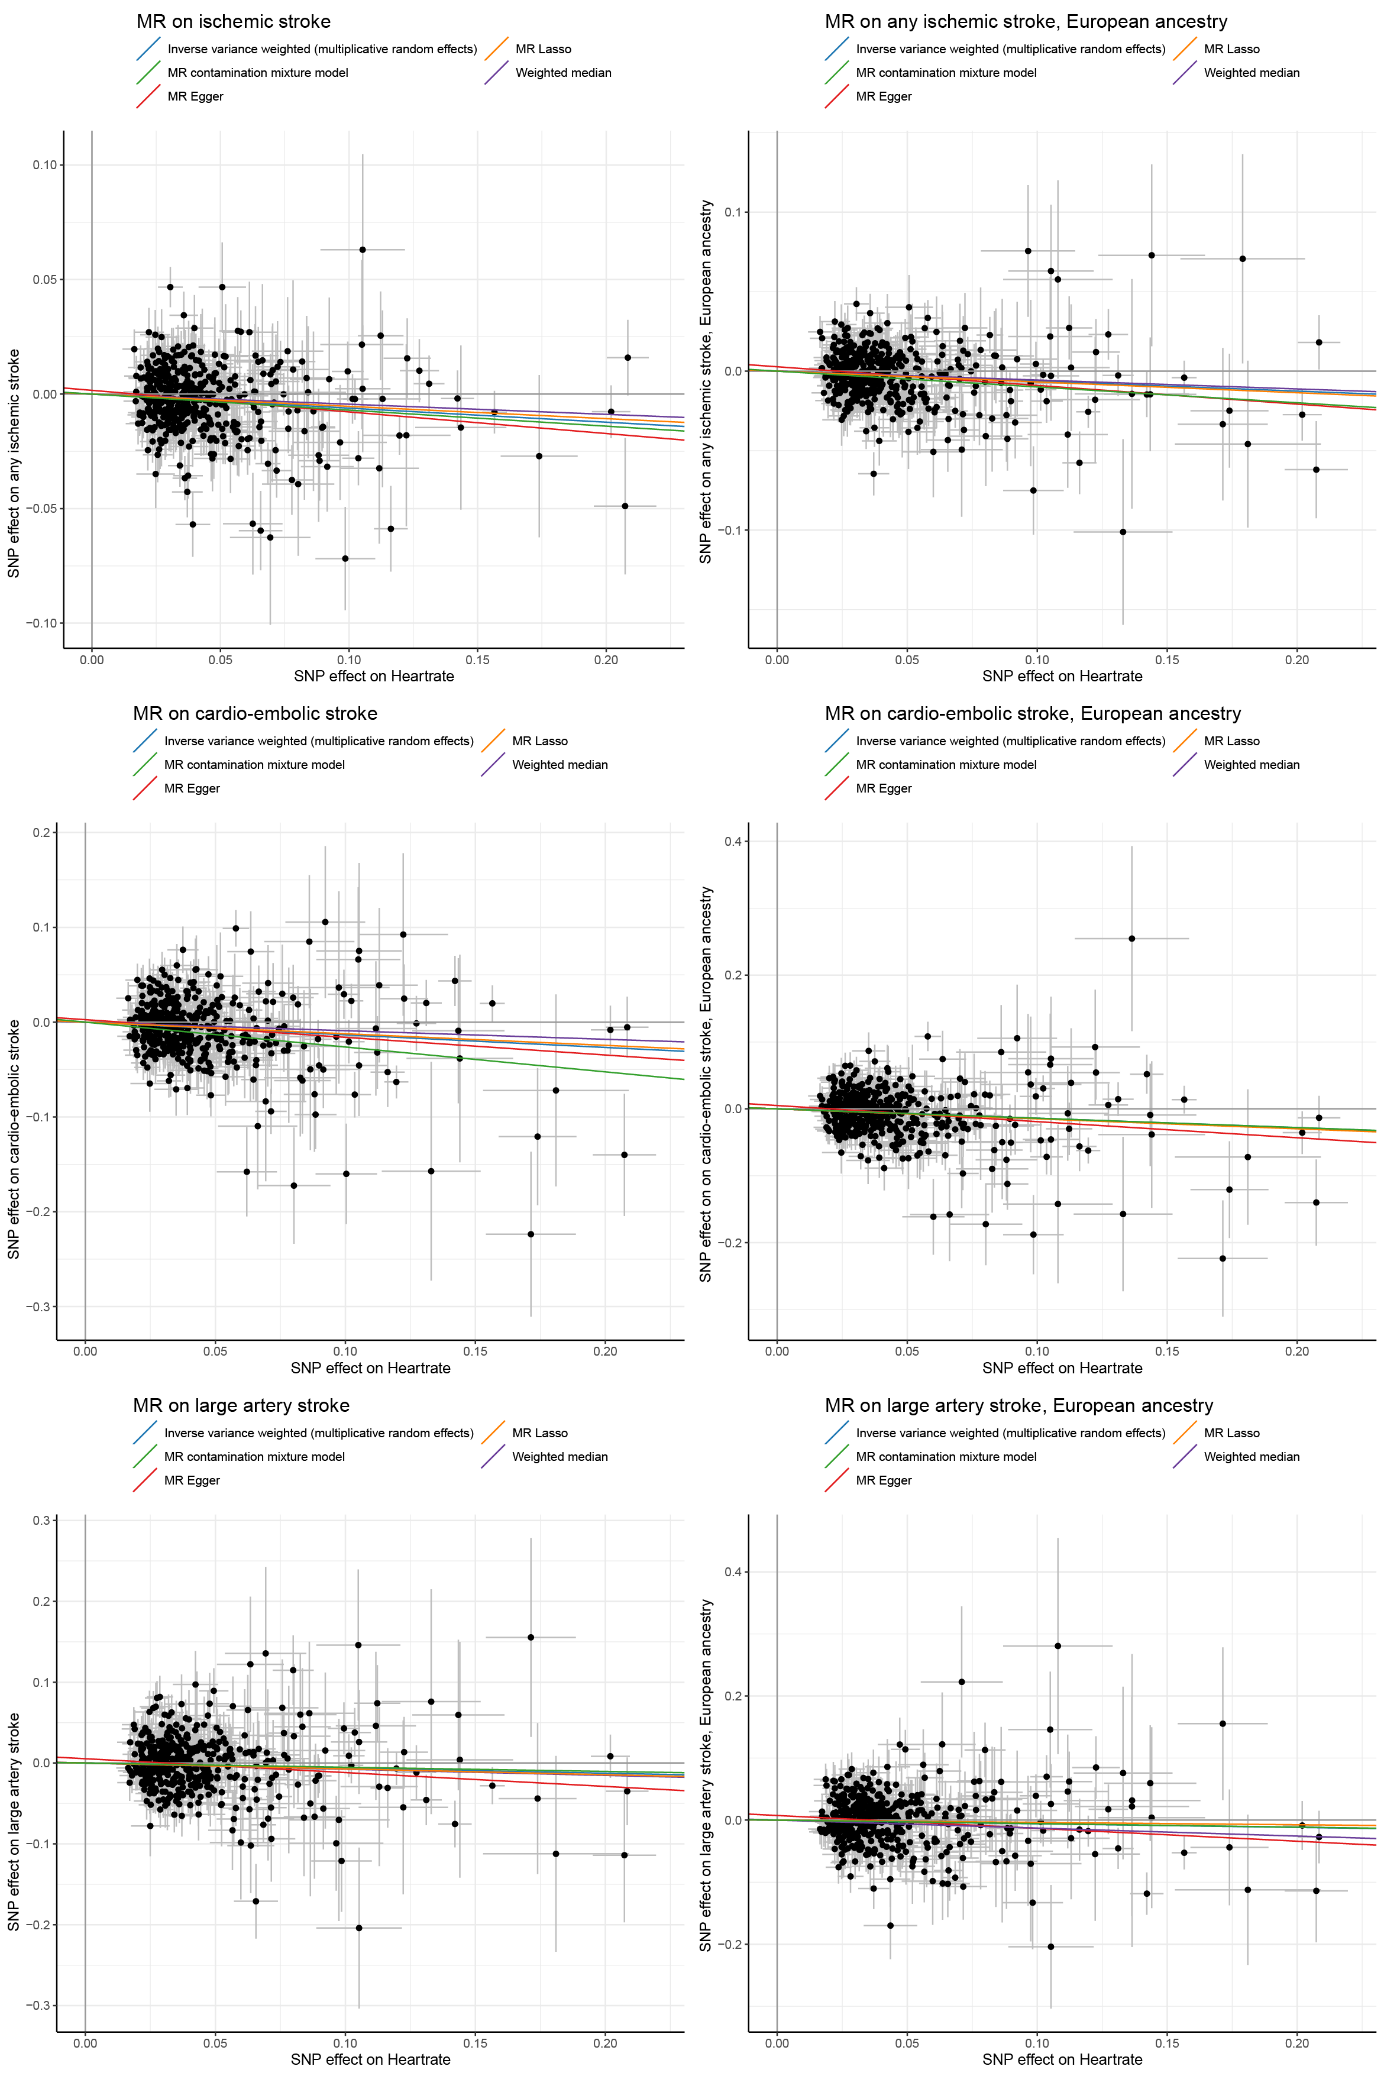 MR on ischemic stroke
Inverse variance weighted (multiplicative random effects) MR Lasso
MR contamination mixture model Weighted median
MR Egger
0.10
0.05
0.00
−0.05
−0.10
SNP effect on any ischemic stroke
0.00 0.05 0.10 0.15 0.20
SNP effect on Heartrate
MR on any ischemic stroke, European ancestry
Inverse variance weighted (multiplicative random effects) MR Lasso
MR contamination mixture model Weighted median
MR Egger
0.1
0.0
−0.1
SNP effect on any ischemic stroke, European ancestry
0.00 0.05 0.10 0.15 0.20
SNP effect on Heartrate
MR on cardio-embolic stroke
Inverse variance weighted (multiplicative random effects) MR Lasso
MR contamination mixture model Weighted median
MR Egger
0.2
0.1
0.0
−0.1
−0.2
−0.3
SNP effect on cardio-embolic stroke
0.00 0.05 0.10 0.15 0.20
SNP effect on Heartrate
MR on cardio-embolic stroke, European ancestry
Inverse variance weighted (multiplicative random effects) MR Lasso
MR contamination mixture model Weighted median
MR Egger
0.4
0.2
0.0
−0.2
SNP effect on on cardio-embolic stroke, European ancestry
0.00 0.05 0.10 0.15 0.20
SNP effect on Heartrate
MR on large artery stroke
Inverse variance weighted (multiplicative random effects) MR Lasso
MR contamination mixture model Weighted median
MR Egger
0.3
0.2
0.1
0.0
−0.1
−0.2
−0.3
SNP effect on large artery stroke
0.00 0.05 0.10 0.15 0.20
SNP effect on Heartrate
MR on large artery stroke, European ancestry
Inverse variance weighted (multiplicative random effects) MR Lasso
MR contamination mixture model Weighted median
MR Egger
0.4
0.2
0.0
−0.2
SNP effect on large artery stroke, European ancestry
0.00 0.05 0.10 0.15 0.20
SNP effect on Heartrate